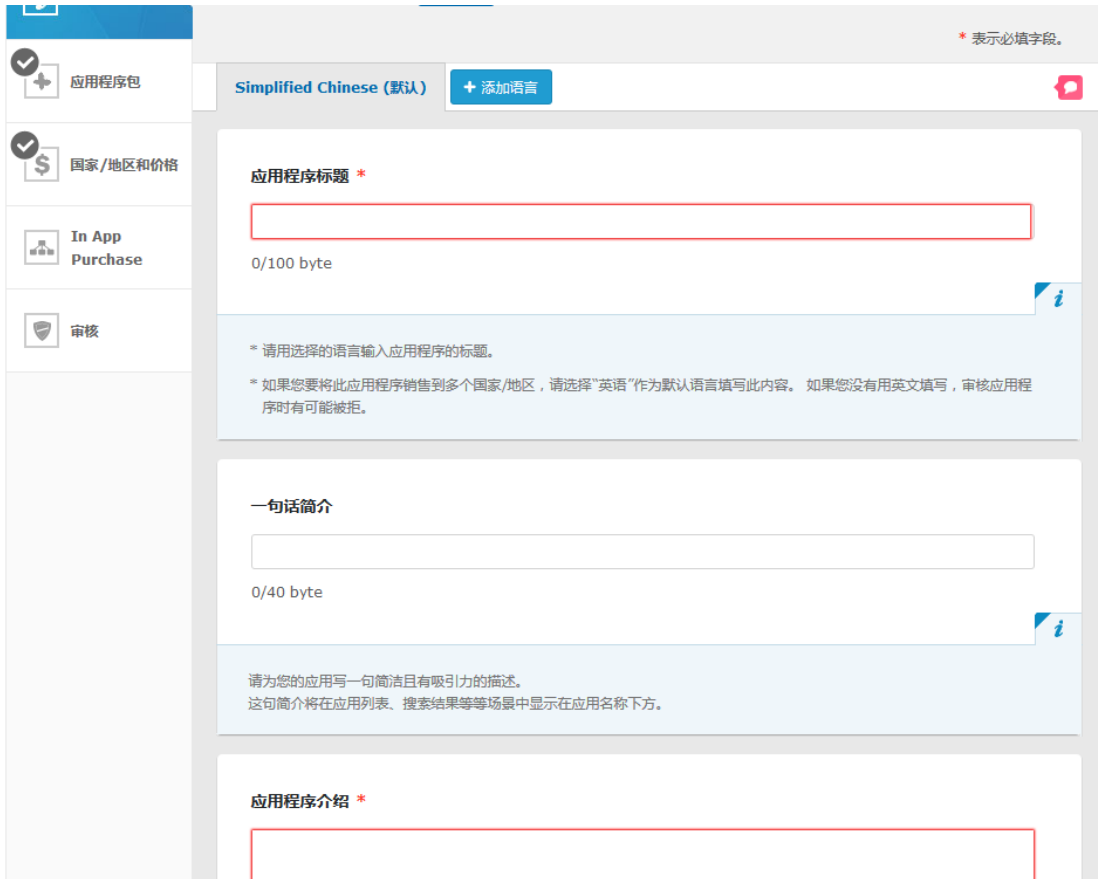 * 表示必填字段。
应用程序包
国家/地区和价格
In App
Purchase
审核
Simplified Chinese (默认)
+ 添加语言
应用程序标题 *
0/100 byte
* 请用选择的语言输入应用程序的标题。
* 如果您要将此应用程序销售到多个国家/地区，请选择“英语”作为默认语言填写此内容。 如果您没有用英文填写，审核应用程
序时有可能被拒。
一句话简介
0/40 byte
请为您的应用写一句简洁且有吸引力的描述。
这句简介将在应用列表、搜索结果等等场景中显示在应用名称下方。
应用程序介绍 *